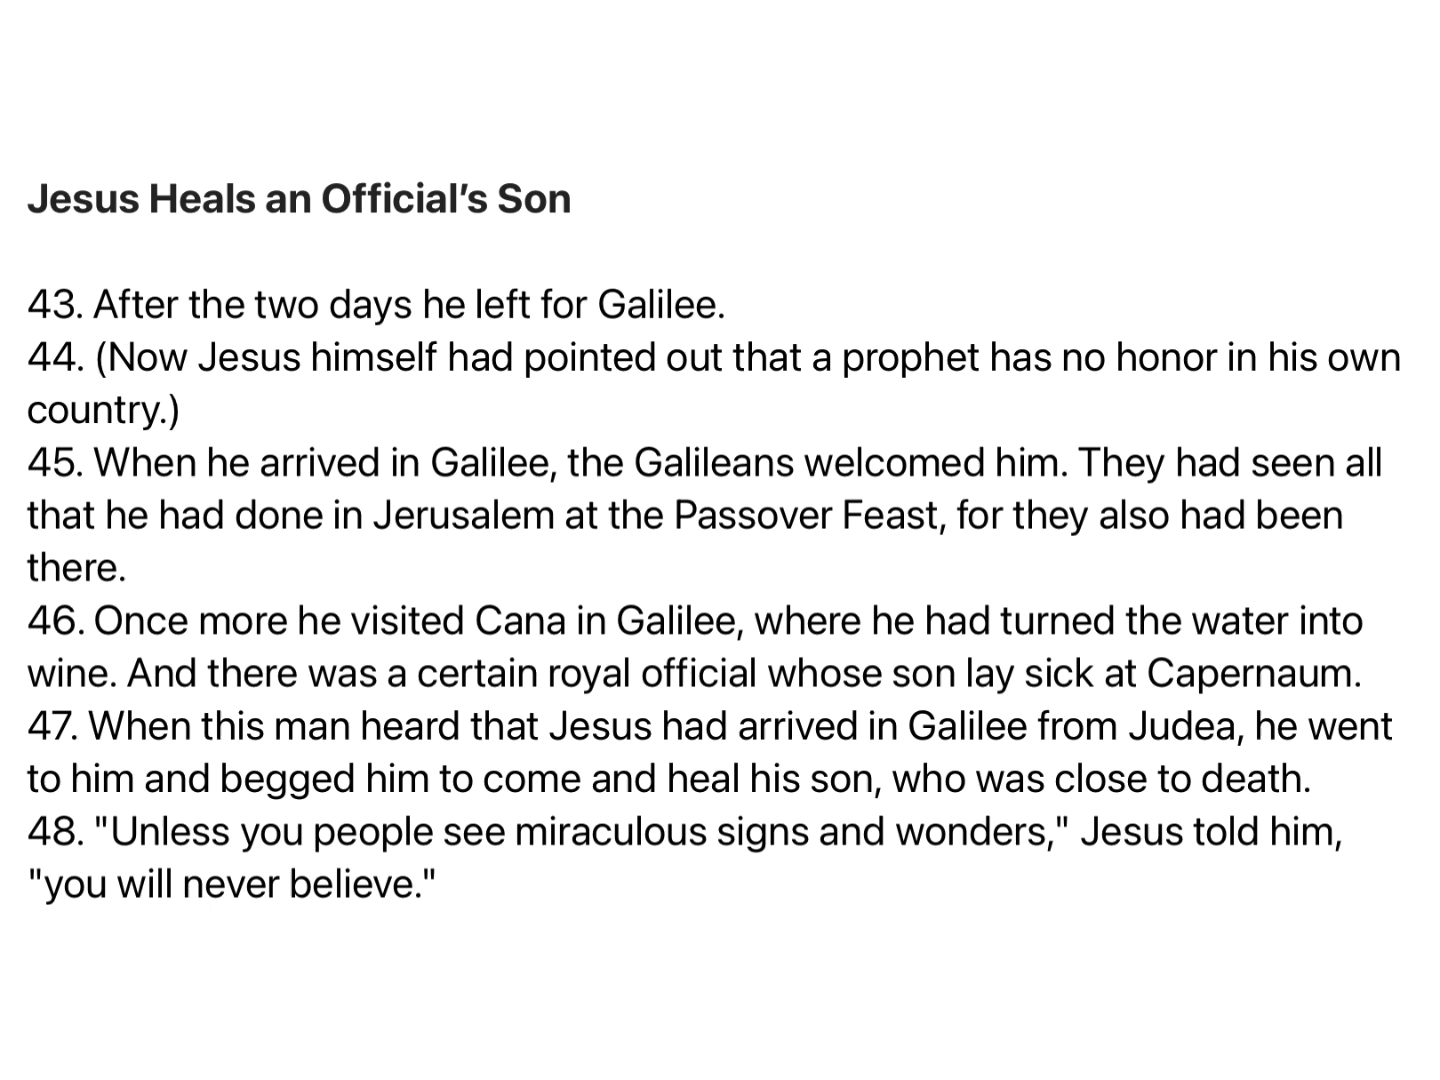 Jesus Heals an Official’s Son
43. After the two days he left for Galilee.
44. (Now Jesus himself had pointed out that a prophet has no honor in his own
country.)
45. When he arrived in Galilee, the Galileans welcomed him. They had seen all
that he had done in Jerusalem at the Passover Feast, for they also had been
there.
46. Once more he visited Cana in Galilee, where he had turned the water into
wine. And there was a certain royal official whose son lay sick at Capernaum.
47. When this man heard that Jesus had arrived in Galilee from Judea, he went
to him and begged him to come and heal his son, who was close to death.
48. "Unless you people see miraculous signs and wonders," Jesus told him,
"you will never believe."